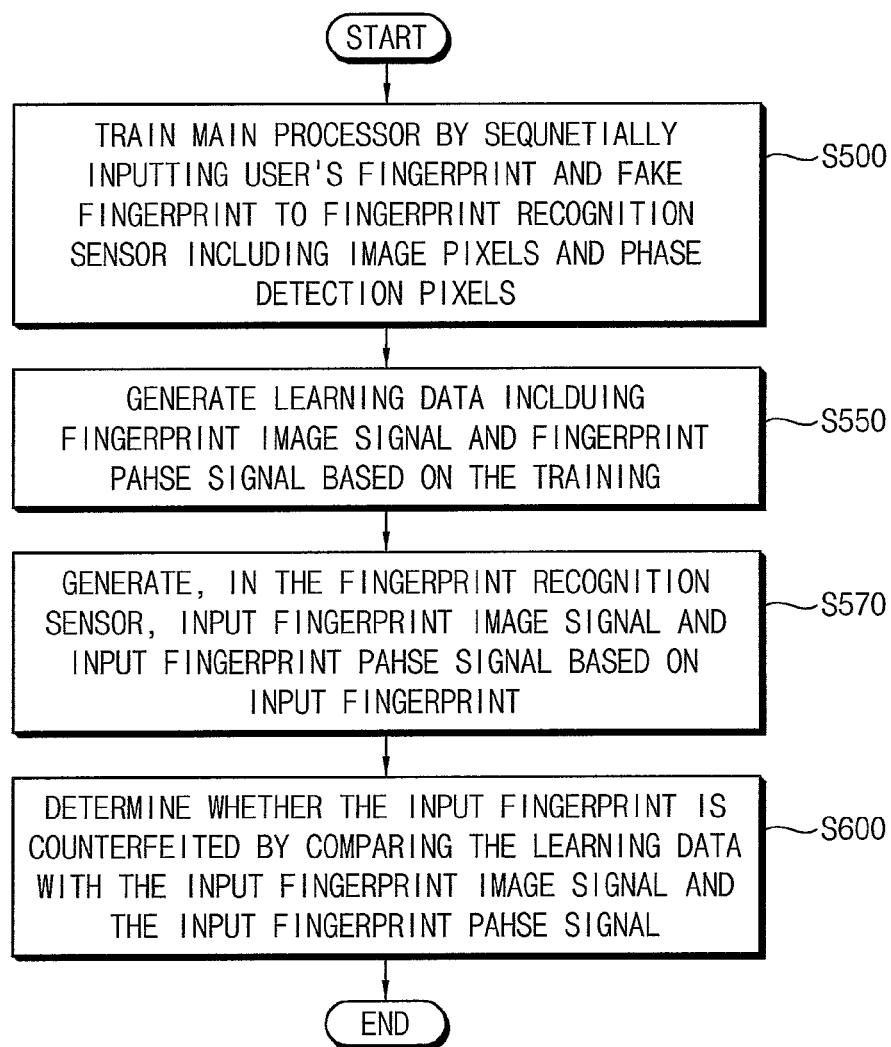 START
TRAIN MAIN PROCESSOR BY SEQUNETIALLY
INPUTTING USER'S FINGERPRINT AND FAKE
FINGERPRINT TO FINGERPRINT RECOGNITION
SENSOR INCLUDING IMAGE PIXELS AND PHASE
DETECTION PIXELS
S500
GENERATE LEARNING DATA INCLDUING
FINGERPRINT IMAGE SIGNAL AND FINGERPRINT
PAHSE SIGNAL BASED ON THE TRAINING
S550
GENERATE, IN THE FINGERPRINT RECOGNITION
SENSOR, INPUT FINGERPRINT IMAGE SIGNAL AND
INPUT FINGERPRINT PAHSE SIGNAL BASED ON
INPUT FINGERPRINT
S570
DETERMINE WHETHER THE INPUT FINGERPRINT IS
COUNTERFEITED BY COMPARING THE LEARNING DATA
WITH THE INPUT FINGERPRINT IMAGE SIGNAL AND
THE INPUT FINGERPRINT PAHSE SIGNAL
S600
END